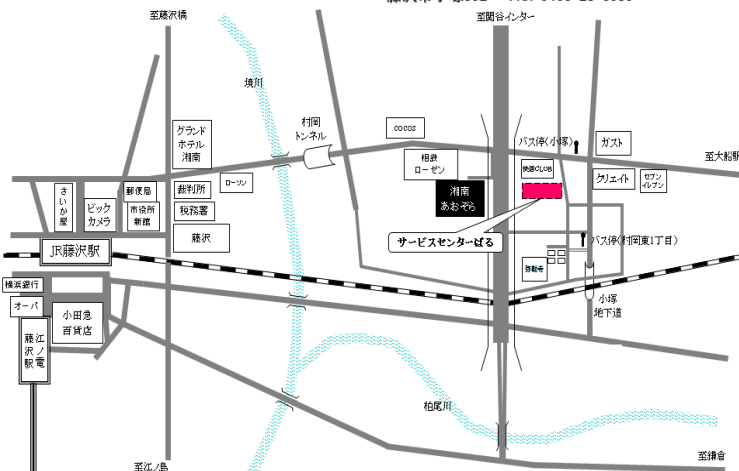 至藤沢橋
至関谷インター
境川
村岡
トンネル
cocos
グランド
ホテル
湘南
相鉄
ローゼン
バス停(小塚)
ガスト
至大船駅
快活CLUB
クリエイト
セブン
イレブン
ローソン
さいか屋
ビック
カメラ
郵便局
市役所
新館
裁判所
税務署
藤沢
湘南
あおぞら
サービスセンターぱる
バス停(村岡東1丁目)
弥勒寺
JR藤沢駅
横浜銀行
オーパ
小田急
百貨店
江ノ電
藤沢駅
小塚
地下道
柏尾川
至江ノ島
至鎌倉